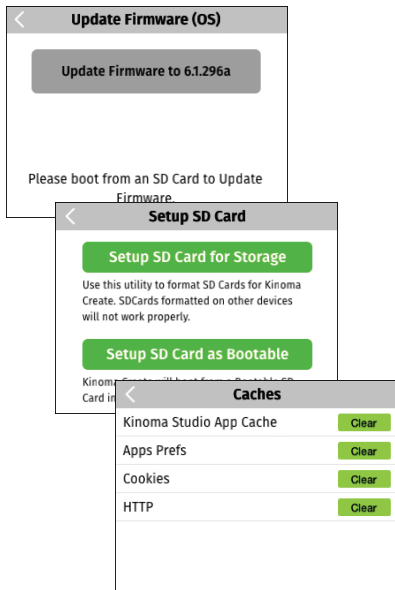 Update Firmware (OS)
Update Firmware to 6.1.296a
Please boot from an SD Card to Update
Firmware.
Setup SD Card
Setup SD Card for Storage
Use this utility to format SD Cards for Kinoma
Create. SDCards formatted on other devices
will not work properly.
Setup SD Card as Bootable
Kinoma Create will boot from a Bootable SD
Card in
Caches
Kinoma Studio App Cache Clear
Apps Prefs Clear
Cookies Clear
HTTP Clear